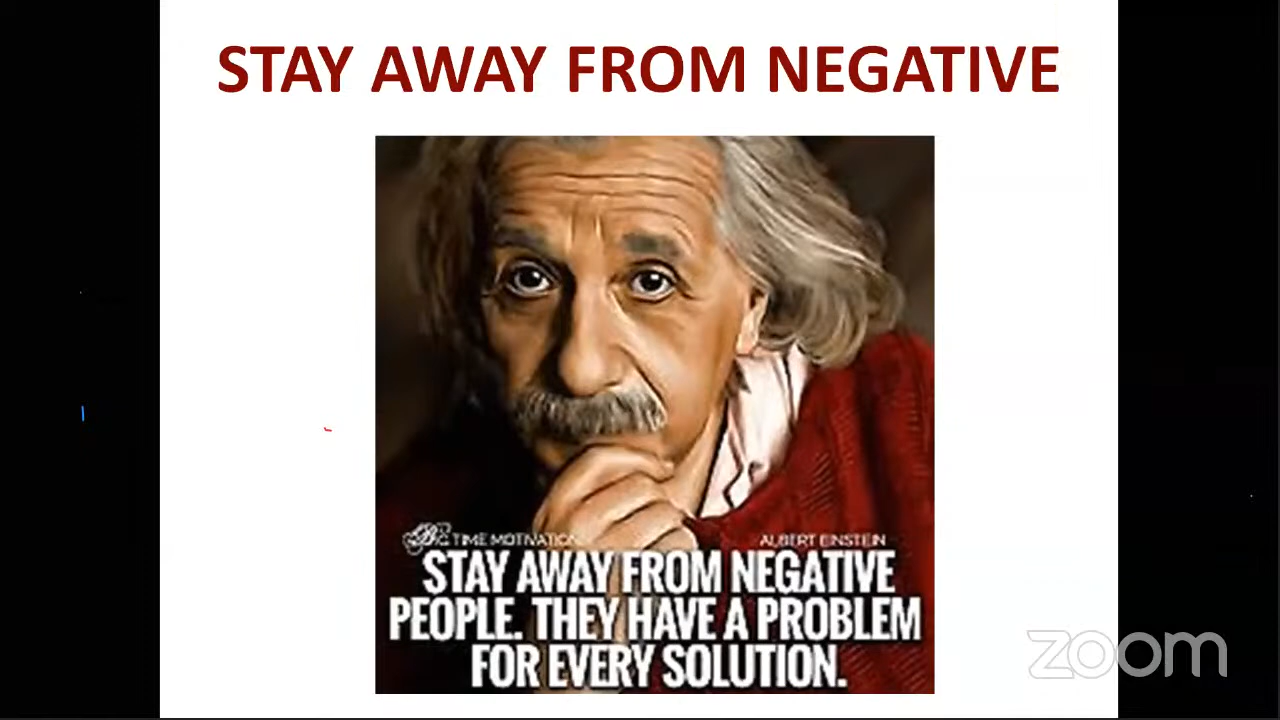 STAY AWAY FROM NEGATIVE
BIG TIME MOTIVATION
ALBERT EINSTEIN
STAY AWAY FROM NEGATIVE
PEOPLE. THEY HAVE A PROBLEM
FOR EVERY SOLUTION.
zoom